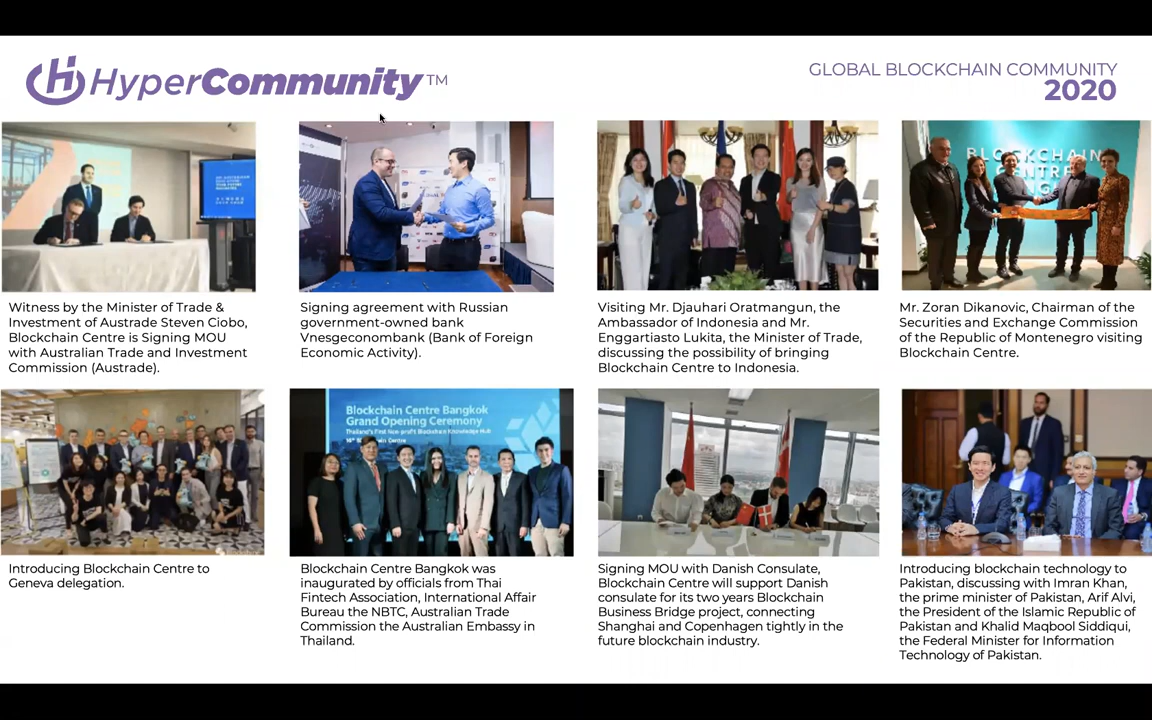 HyperCommunity™
GLOBAL BLOCKCHAIN COMMUNITY
2020
BLOCKCHAIN
CENTRE
Witness by the Minister of Trade &
Investment of Austrade Steven Ciobo,
Blockchain Centre is Signing MOU
with Australian Trade and Investment
Commission (Austrade).
Signing agreement with Russian
government-owned bank
Vnesgeconombank (Bank of Foreign
Economic Activity).
Visiting Mr. Djauhari Oratmangun, the
Ambassador of Indonesia and Mr.
Enggartiasto Lukita, the Minister of Trade,
discussing the possibility of bringing
Blockchain Centre to Indonesia.
Mr. Zoran Dikanovic, Chairman of the
Securities and Exchange Commission
of the Republic of Montenegro visiting
Blockchain Centre.
Blockchain Centre Bangkok
Grand Opening Ceremony
Thailand's First Non-profit Blockchain Knowledge Hub
Introducing Blockchain Centre to
Geneva delegation.
Blockchain Centre Bangkok was
inaugurated by officials from Thai
Fintech Association, International Affair
Bureau the NBTC, Australian Trade
Commission the Australian Embassy in
Thailand.
Signing MOU with Danish Consulate,
Blockchain Centre will support Danish
consulate for its two years Blockchain
Business Bridge project, connecting
Shanghai and Copenhagen tightly in the
future blockchain industry.
Introducing blockchain technology to
Pakistan, discussing with Imran Khan,
the prime minister of Pakistan, Arif Alvi,
the President of the Islamic Republic of
Pakistan and Khalid Maqbool Siddiqui,
the Federal Minister for Information
Technology of Pakistan.